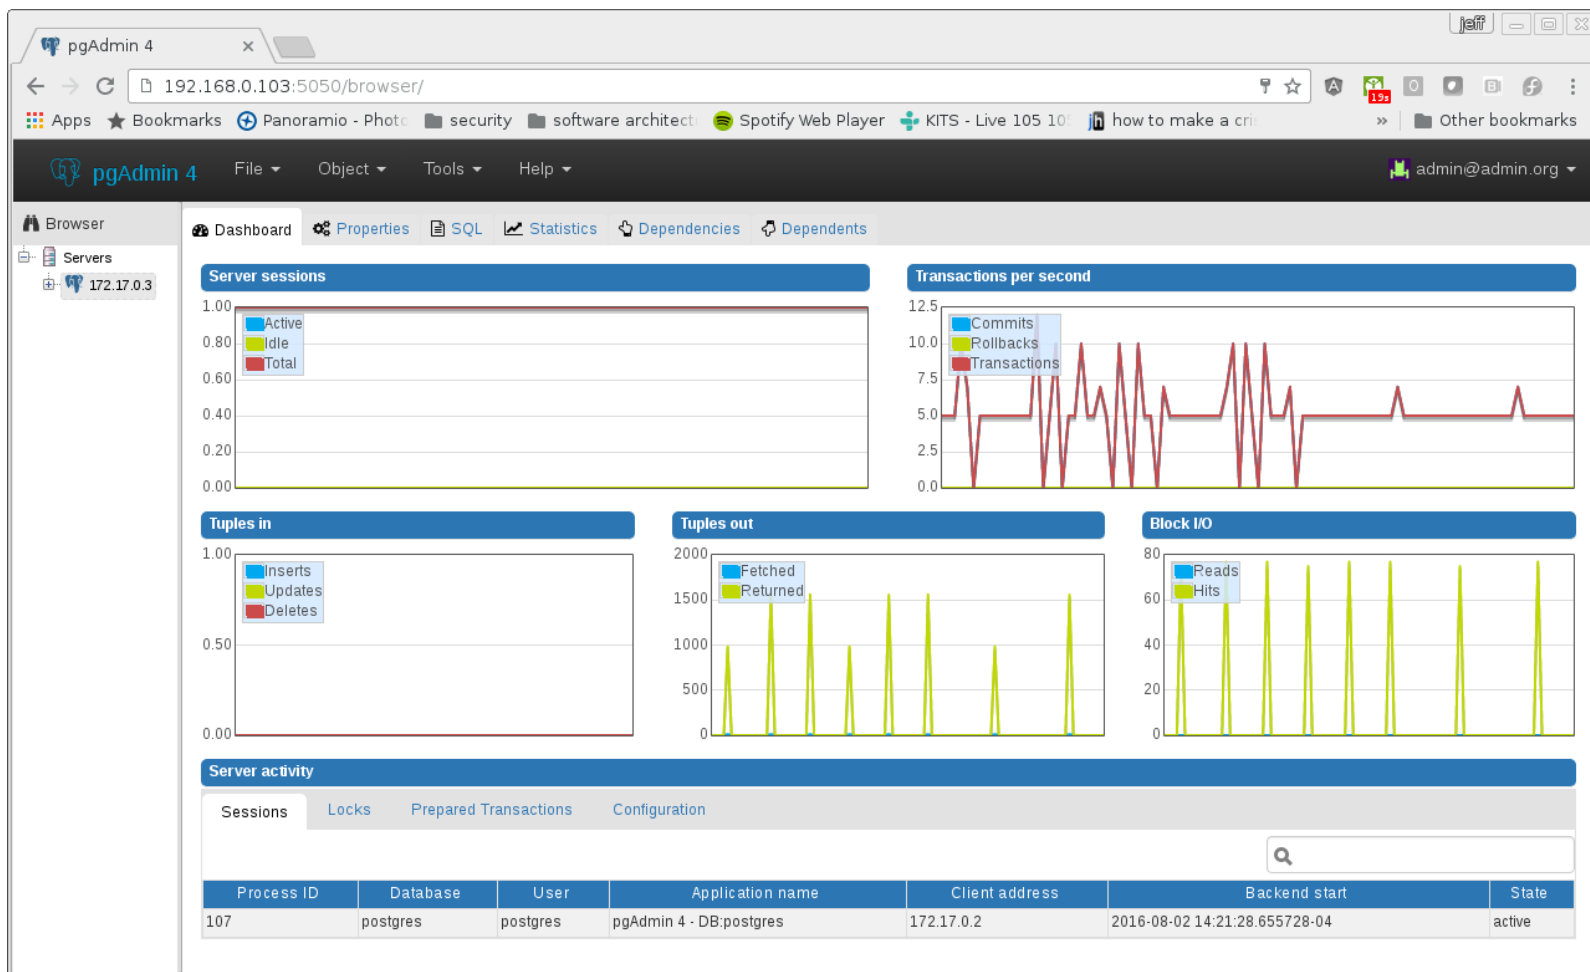 jeff
pgAdmin 4
192.168.0.103:5050/browser/
19s
Apps Bookmarks Panoramio - Photo security software architect Spotify Web Player KITS - Live 105 10 jh how to make a cri » Other bookmarks
pgAdmin 4 File Object Tools Help admin@admin.org
Browser
Dashboard Properties SQL Statistics Dependencies Dependents
Servers
172.17.0.3
Server sessions
1.00
0.80
0.60
0.40
0.20
0.00
Active
Idle
Total
Transactions per second
12.5
10.0
7.5
5.0
2.5
0.0
Commits
Rollbacks
Transactions
Tuples in
1.00
0.50
0.00
Inserts
Updates
Deletes
Tuples out
2000
1500
1000
500
0
Fetched
Returned
Block I/O
80
60
40
20
0
Reads
Hits
Server activity
Sessions Locks Prepared Transactions Configuration
Process ID Database User Application name Client address Backend start State
107 postgres postgres pgAdmin 4 - DB:postgres 172.17.0.2 2016-08-02 14:21:28.655728-04 active